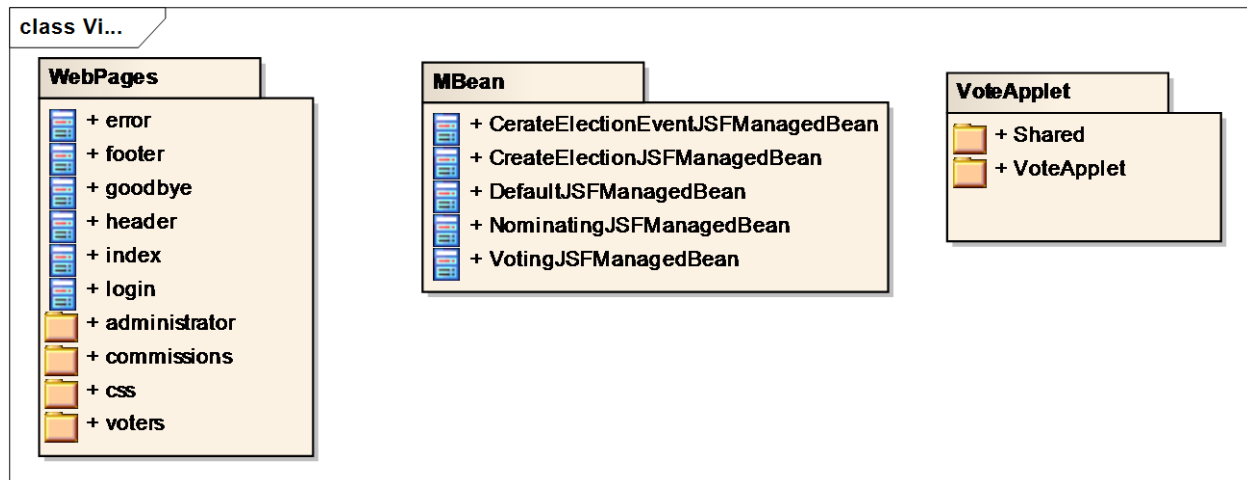 class Vi...
WebPages
+ error
+ footer
+ goodbye
+ header
+ index
+ login
+ administrator
+ commissions
+ css
+ voters
MBean
+ CerateElectionEventJSFManagedBean
+ CreateElectionJSFManagedBean
+ DefaultJSFManagedBean
+ NominatingJSFManagedBean
+ VotingJSFManagedBean
VoteApplet
+ Shared
+ VoteApplet